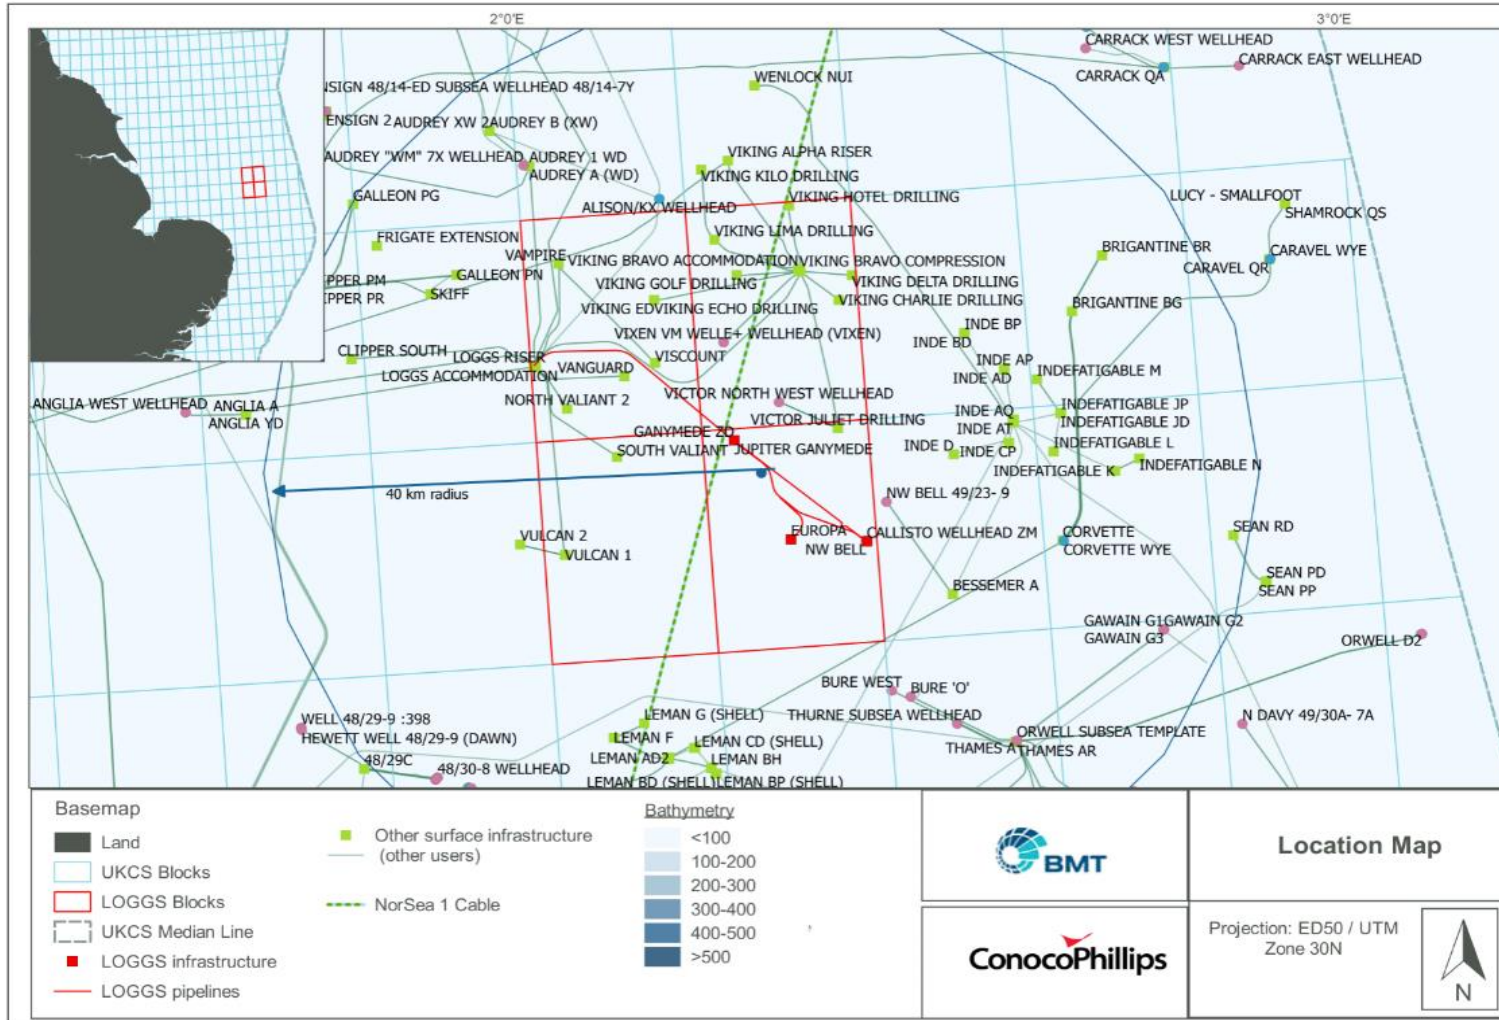 2°0'E
3°0'E
CARRACK WEST WELLHEAD
CARRACK QA
CARRACK EAST WELLHEAD
WENLOCK NUI
NSIGN 48/14-ED SUBSEA WELLHEAD 48/14-7Y
ENSIGN 2
AUDREY XW 2AUDREY B (XW)
AUDREY "WM" 7X WELLHEAD
AUDREY 1 WD
AUDREY A (WD)
VIKING ALPHA RISER
VIKING KILO DRILLING
GALLEON PG
ALISON/KX WELLHEAD
VIKING HOTEL DRILLING
LUCY - SMALLFOOT
SHAMROCK QS
FRIGATE EXTENSION
VIKING LIMA DRILLING
BRIGANTINE BR
CARAVEL WYE
CARAVEL QR
VAMPIRE
VIKING BRAVO ACCOMMODATION
VIKING BRAVO COMPRESSION
PPER PM
GALLEON PN
VIKING GOLF DRILLING
VIKING DELTA DRILLING
IPPER PR
SKIFF
VIKING CHARLIE DRILLING
BRIGANTINE BG
VIKING EDVIKING ECHO DRILLING
INDE BP
VIXEN VM WELLE+ WELLHEAD (VIXEN)
INDE BD
CLIPPER SOUTH
LOGGS RISER
VISCOUNT
INDE AP
LOGGS ACCOMMODATION
VANGUARD
INDE AD
INDEFATIGABLE M
VICTOR NORTH WEST WELLHEAD
ANGLIA WEST WELLHEAD
ANGLIA A
NORTH VALIANT 2
INDE AQ
INDEFATIGABLE JP
ANGLIA YD
VICTOR JULIET DRILLING
INDEFATIGABLE JD
GANYMEDE ZD
INDE AT
SOUTH VALIANT
JUPITER GANYMEDE
INDE D
INDE CP
INDEFATIGABLE L
INDEFATIGABLE K
INDEFATIGABLE N
40 km radius
NW BELL 49/23- 9
VULCAN 2
EUROPA
CALLISTO WELLHEAD ZM
CORVETTE
SEAN RD
VULCAN 1
NW BELL
CORVETTE WYE
BESSEMER A
SEAN PD
SEAN PP
GAWAIN G1GAWAIN G2
GAWAIN G3
ORWELL D2
BURE WEST
BURE 'O'
WELL 48/29-9 :398
LEMAN G (SHELL)
THURNE SUBSEA WELLHEAD
N DAVY 49/30A- 7A
HEWETT WELL 48/29-9 (DAWN)
LEMAN F
LEMAN CD (SHELL)
ORWELL SUBSEA TEMPLATE
THAMES A
THAMES AR
48/29C
LEMAN AD2
LEMAN BH
48/30-8 WELLHEAD
LEMAN BD (SHELL)
LEMAN BP (SHELL)
Basemap
Land
UKCS Blocks
LOGGS Blocks
UKCS Median Line
LOGGS infrastructure
LOGGS pipelines
Other surface infrastructure
(other users)
NorSea 1 Cable
Bathymetry
<100
100-200
200-300
300-400
400-500
>500
BMT
ConocoPhillips
Location Map
Projection: ED50 / UTM
Zone 30N
N